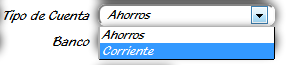 Tipo de Cuenta Ahorros
Ahorros
Banco
Corriente